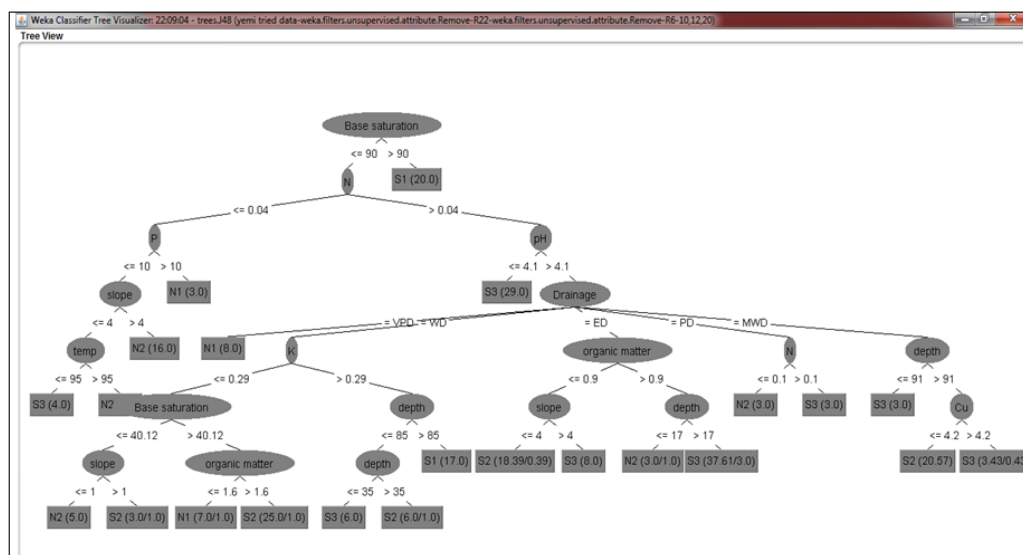 Weka Classifier Tree Visualizer: 22:09:04 - trees.J48 (yemi tried data-weka.filters.unsupervised.attribute.Remove-R22-weka.filters.unsupervised.attribute.Remove-R6-10,12,20)
Tree View
Base saturation
<= 90 > 90
N S1 (20.0)
<= 0.04 > 0.04
P pH
<= 10 > 10 <= 4.1 > 4.1
slope N1 (3.0) S3 (29.0) Drainage
<= 4 > 4 = VPD = WD = ED = PD = MWD
temp N2 (16.0) N1 (8.0) K organic matter N depth
<= 95 > 95 <= 0.29 > 0.29 <= 0.9 > 0.9 <= 0.1 > 0.1 <= 91 > 91
S3 (4.0) N2 Base saturation depth slope depth N2 (3.0) S3 (3.0) S3 (3.0) Cu
<= 40.12 > 40.12 <= 85 > 85 <= 4 > 4 <= 17 > 17 <= 4.2 > 4.2
slope organic matter depth S1 (17.0) S2 (18.39/0.39) S3 (8.0) N2 (3.0/1.0) S3 (37.61/3.0) S2 (20.57) S3 (3.43/0.43
<= 1 > 1 <= 1.6 > 1.6 <= 35 > 35
N2 (5.0) S2 (3.0/1.0) N1 (7.0/1.0) S2 (25.0/1.0) S3 (6.0) S2 (6.0/1.0)